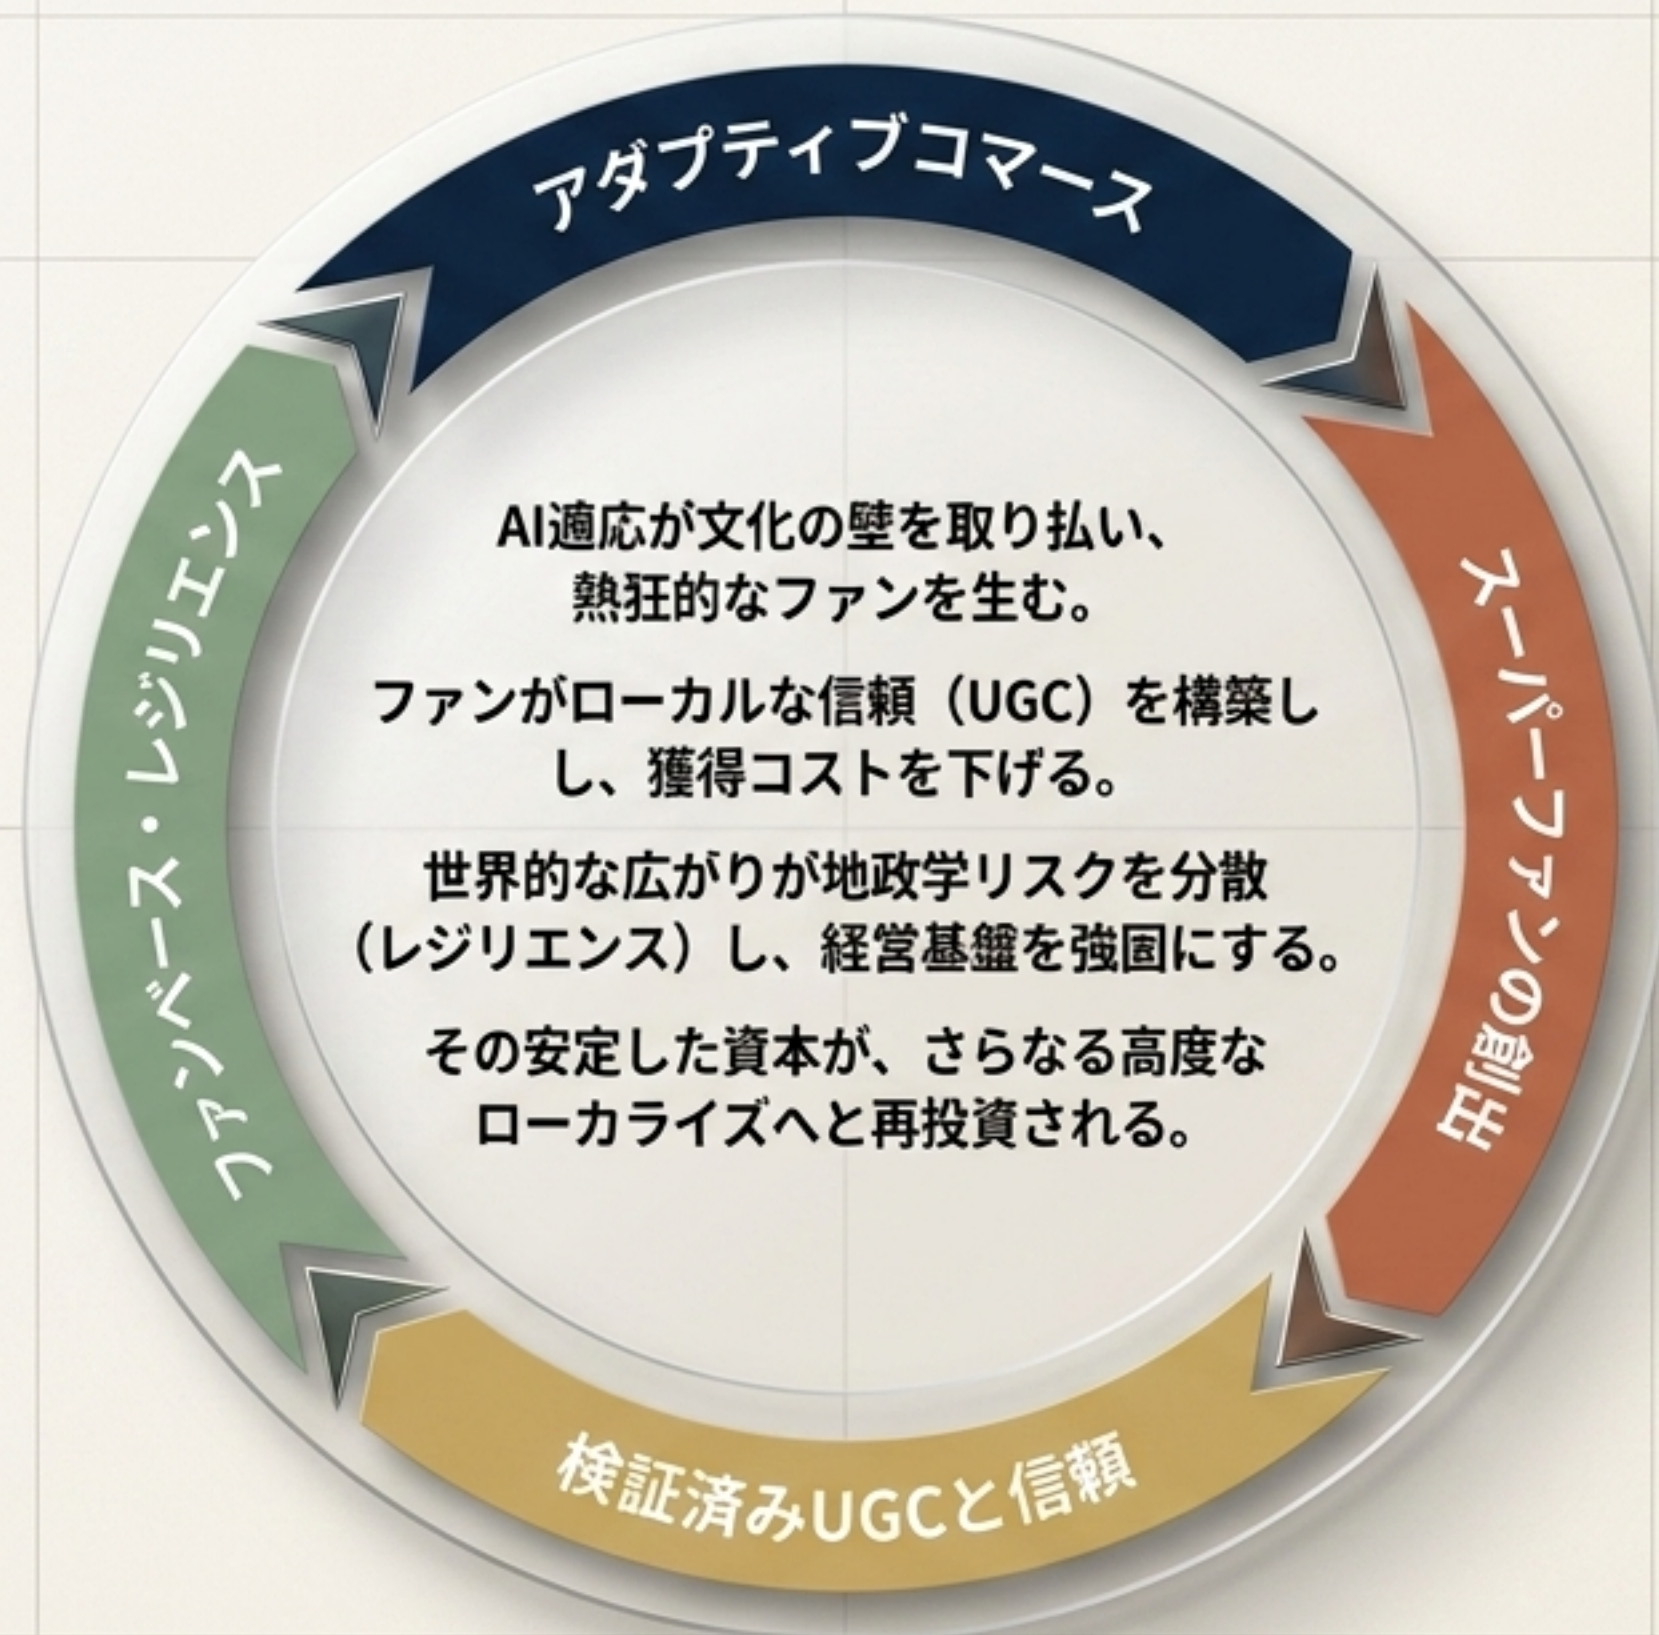 アダプティブコマース
スーパーファンの創出
検証済みUGCと信頼
ファンベース・レジリエンス
AI適応が文化の壁を取り払い、
熱狂的なファンを生む。
ファンがローカルな信頼（UGC）を構築し
し、獲得コストを下げる。
世界的な広がりが地政学リスクを分散
（レジリエンス）し、経営基盤を強固にする。
その安定した資本が、さらなる高度な
ローカライズへと再投資される。